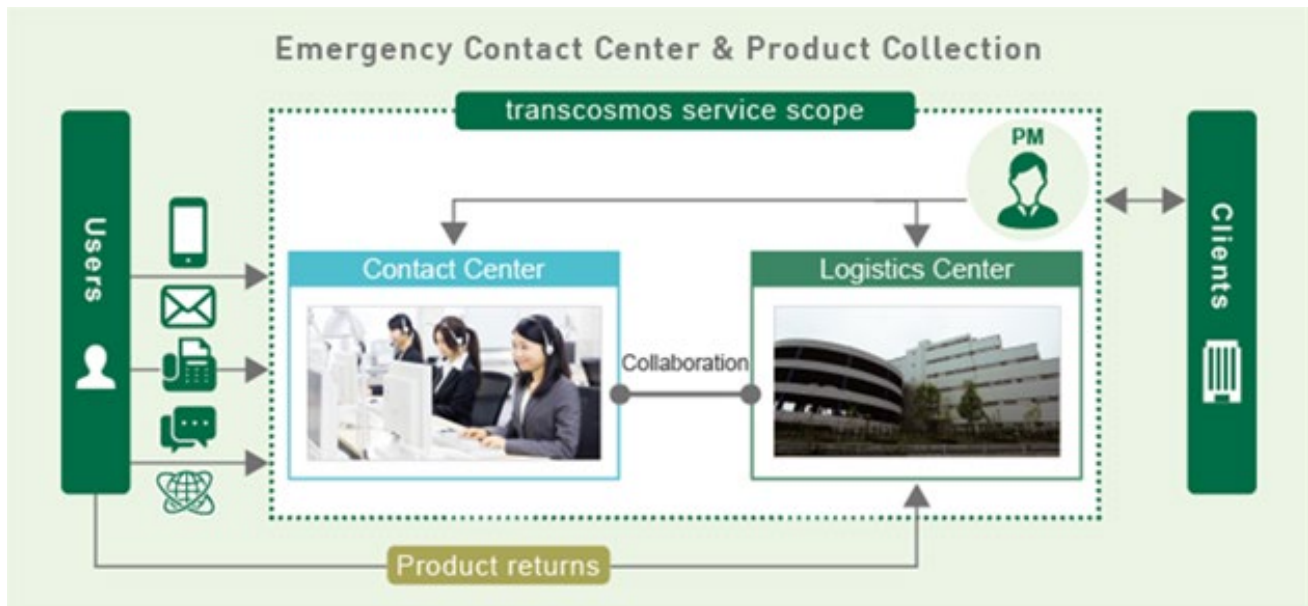 Emergency Contact Center & Product Collection
transcosmos service scope
PM
Users
Clients
Contact Center
Logistics Center
Collaboration
Product returns